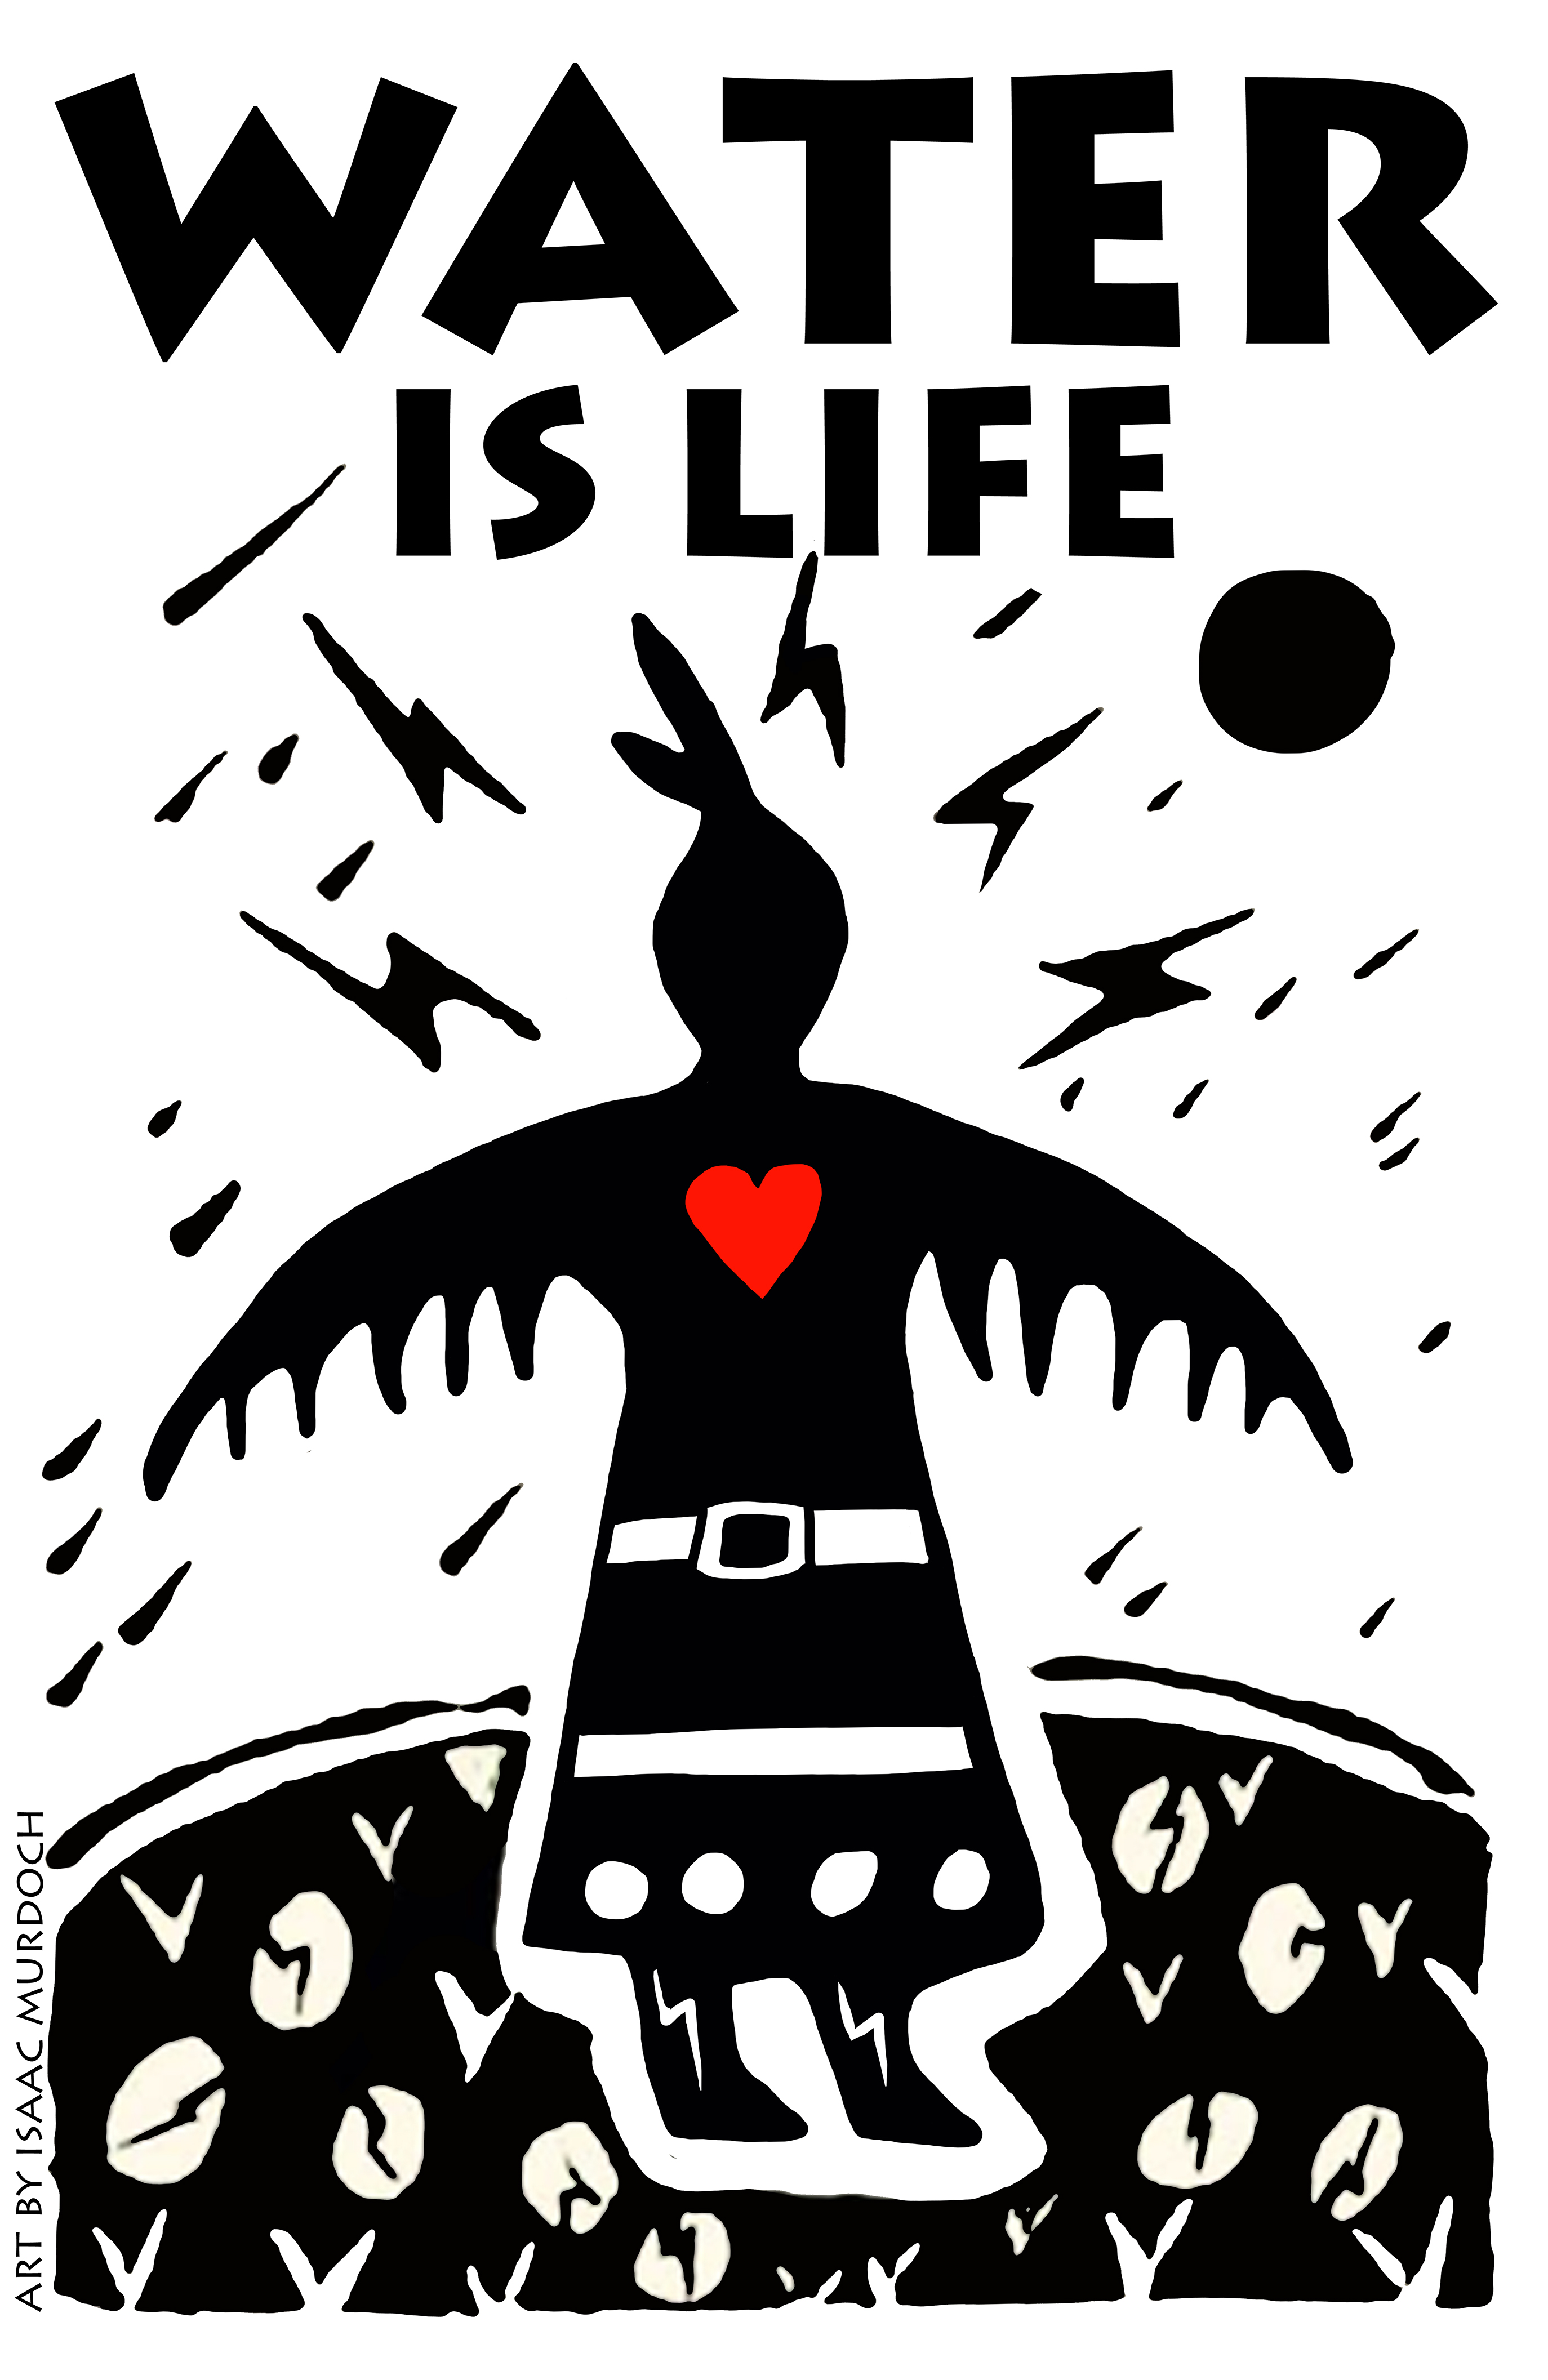 WATER
IS LIFE
ART BY ISAAC MURDOCH